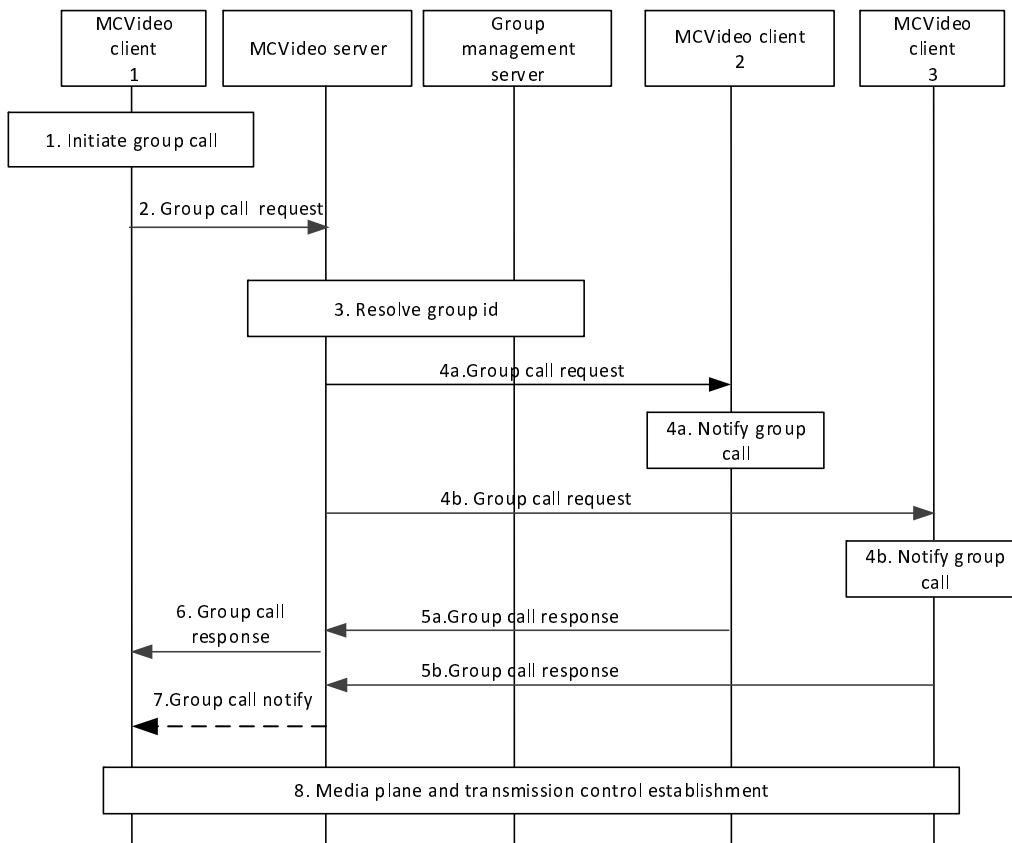 MCVideo
client
1
MCVideo server
Group
management
server
MCVideo client
2
MCVideo
client
3
1. Initiate group call
2. Group call request
3. Resolve group id
4a.Group call request
4a. Notify group
call
4b. Group call request
4b. Notify group
call
6. Group call
response
5a.Group call response
5b.Group call response
7.Group call notify
8. Media plane and transmission control establishment